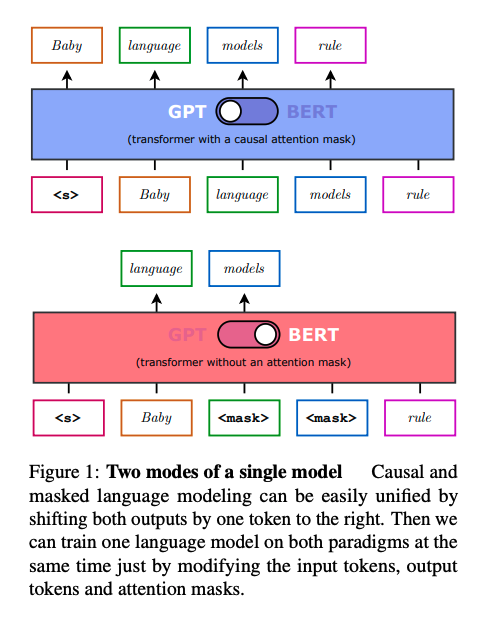 Baby language models rule
GPT BERT
(transformer with a causal attention mask)
<s> Baby language models rule
language models
GPT BERT
(transformer without an attention mask)
<s> Baby <mask> <mask> rule
Figure 1: Two modes of a single model Causal and
masked language modeling can be easily unified by
shifting both outputs by one token to the right. Then we
can train one language model on both paradigms at the
same time just by modifying the input tokens, output
tokens and attention masks.